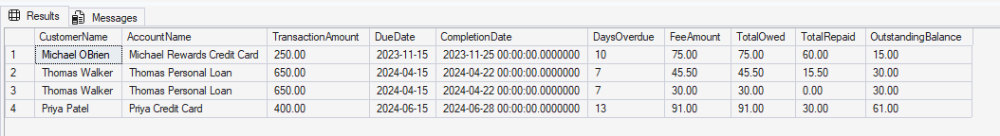 Results Messages
CustomerName AccountName TransactionAmount DueDate CompletionDate DaysOverdue FeeAmount TotalOwed TotalRepaid OutstandingBalance
1 Michael OBrien Michael Rewards Credit Card 250.00 2023-11-15 2023-11-25 00:00:00.0000000 10 75.00 75.00 60.00 15.00
2 Thomas Walker Thomas Personal Loan 650.00 2024-04-15 2024-04-22 00:00:00.0000000 7 45.50 45.50 15.50 30.00
3 Thomas Walker Thomas Personal Loan 650.00 2024-04-15 2024-04-22 00:00:00.0000000 7 30.00 30.00 0.00 30.00
4 Priya Patel Priya Credit Card 400.00 2024-06-15 2024-06-28 00:00:00.0000000 13 91.00 91.00 30.00 61.00